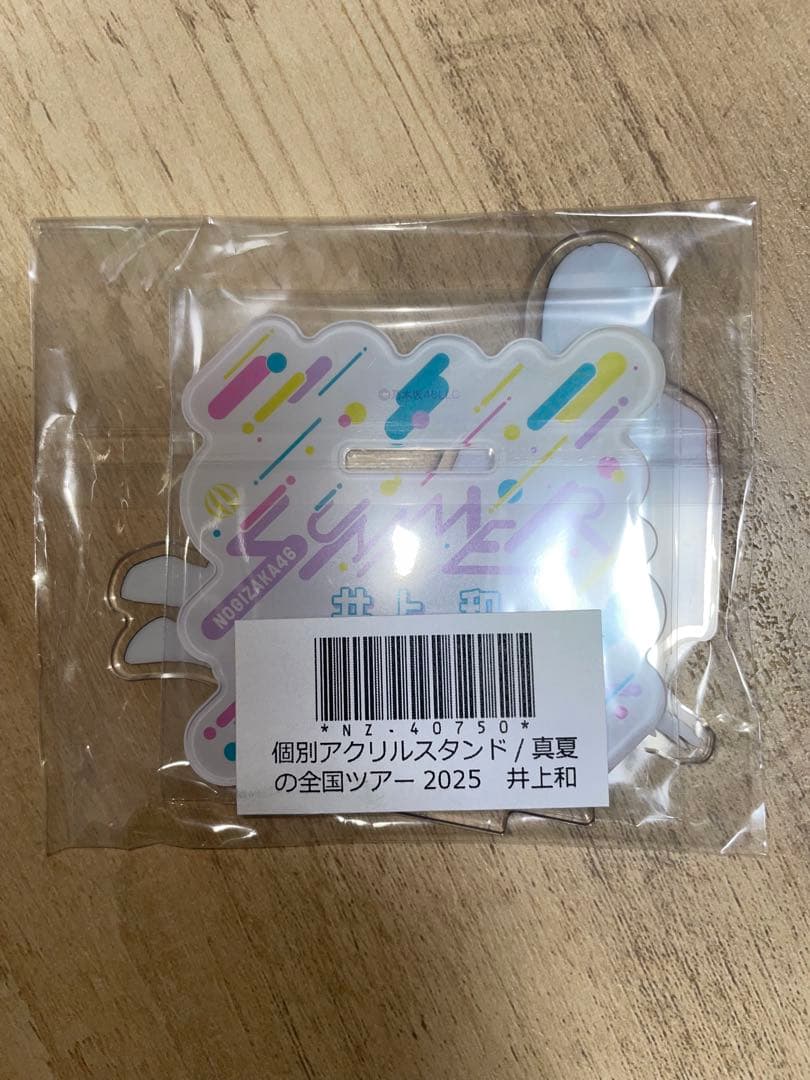 ©乃木坂46LLC
SUMMER
NOGIZAKA46
井上 和
*NZ-40750*
個別アクリルスタンド / 真夏
の全国ツアー 2025　井上和